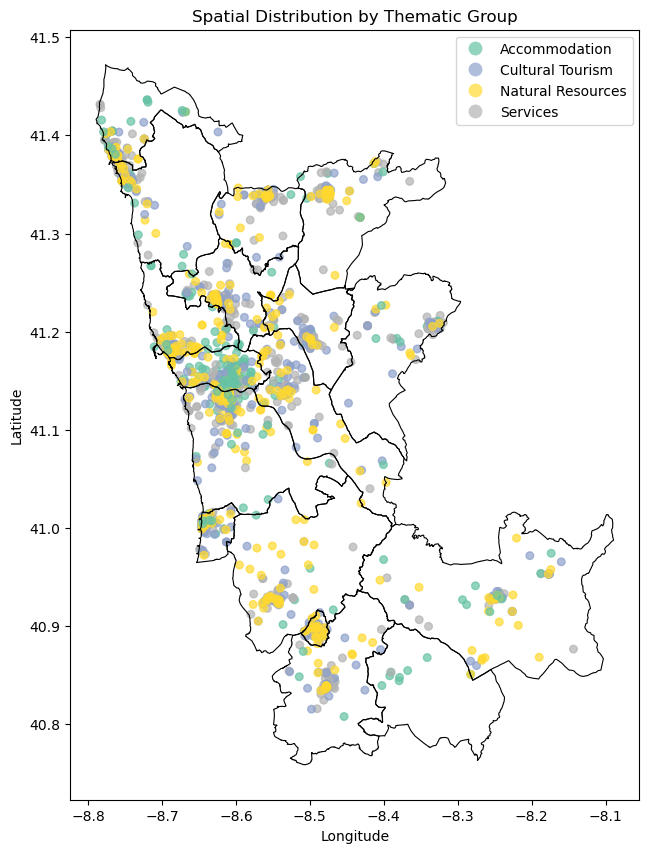 Spatial Distribution by Thematic Group
Accommodation
Cultural Tourism
Natural Resources
Services
41.5
41.4
41.3
41.2
41.1
41.0
40.9
40.8
Latitude
−8.8 −8.7 −8.6 −8.5 −8.4 −8.3 −8.2 −8.1
Longitude